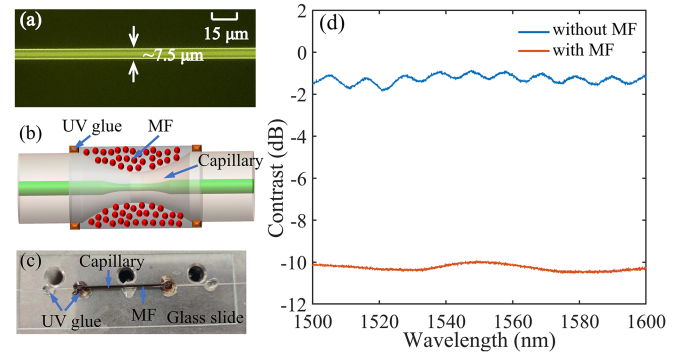 (a)
15 μm
~7.5 μm
(b)
UV glue
MF
Capillary
(c)
Capillary
UV glue
MF
Glass slide
(d)
without MF
with MF
Contrast (dB)
2
0
-2
-4
-6
-8
-10
-12
1500
1520
1540
1560
1580
1600
Wavelength (nm)